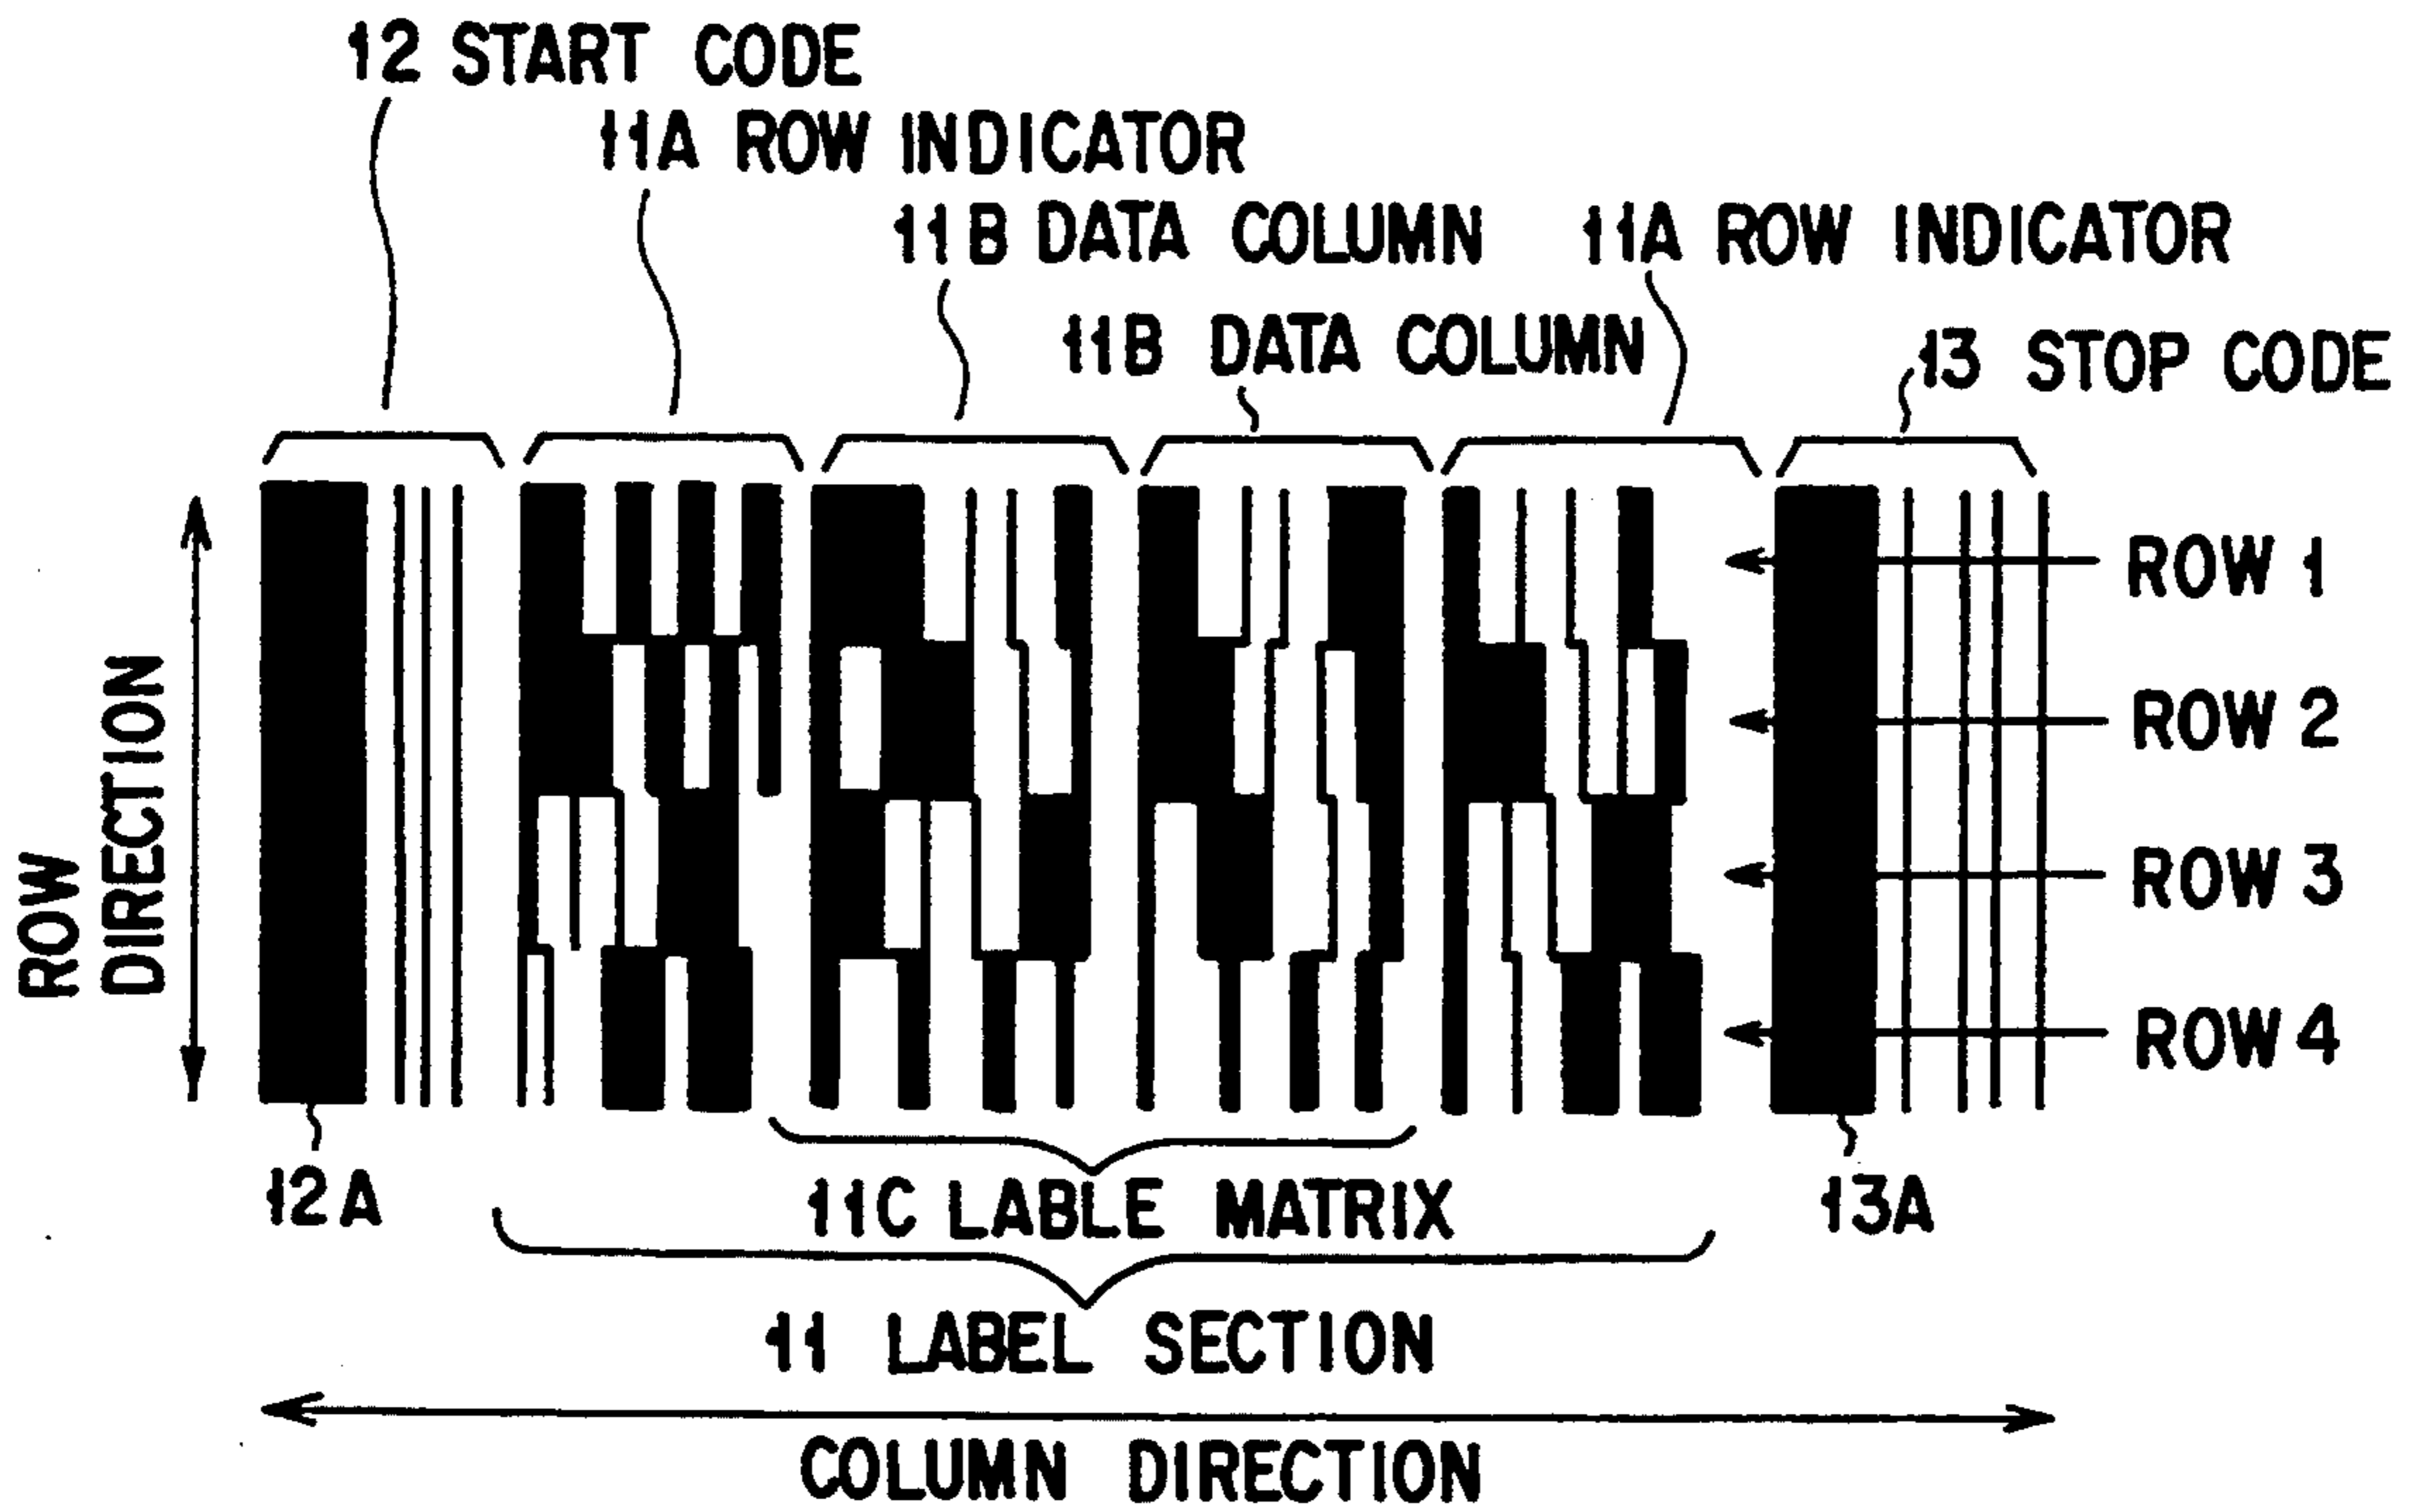 12 START CODE
11A ROW INDICATOR
11B DATA COLUMN
11A ROW INDICATOR
11B DATA COLUMN
13 STOP CODE
ROW 1
ROW 2
ROW 3
ROW 4
ROW
DIRECTION
12A
11C LABLE MATRIX
13A
11 LABEL SECTION
COLUMN DIRECTION